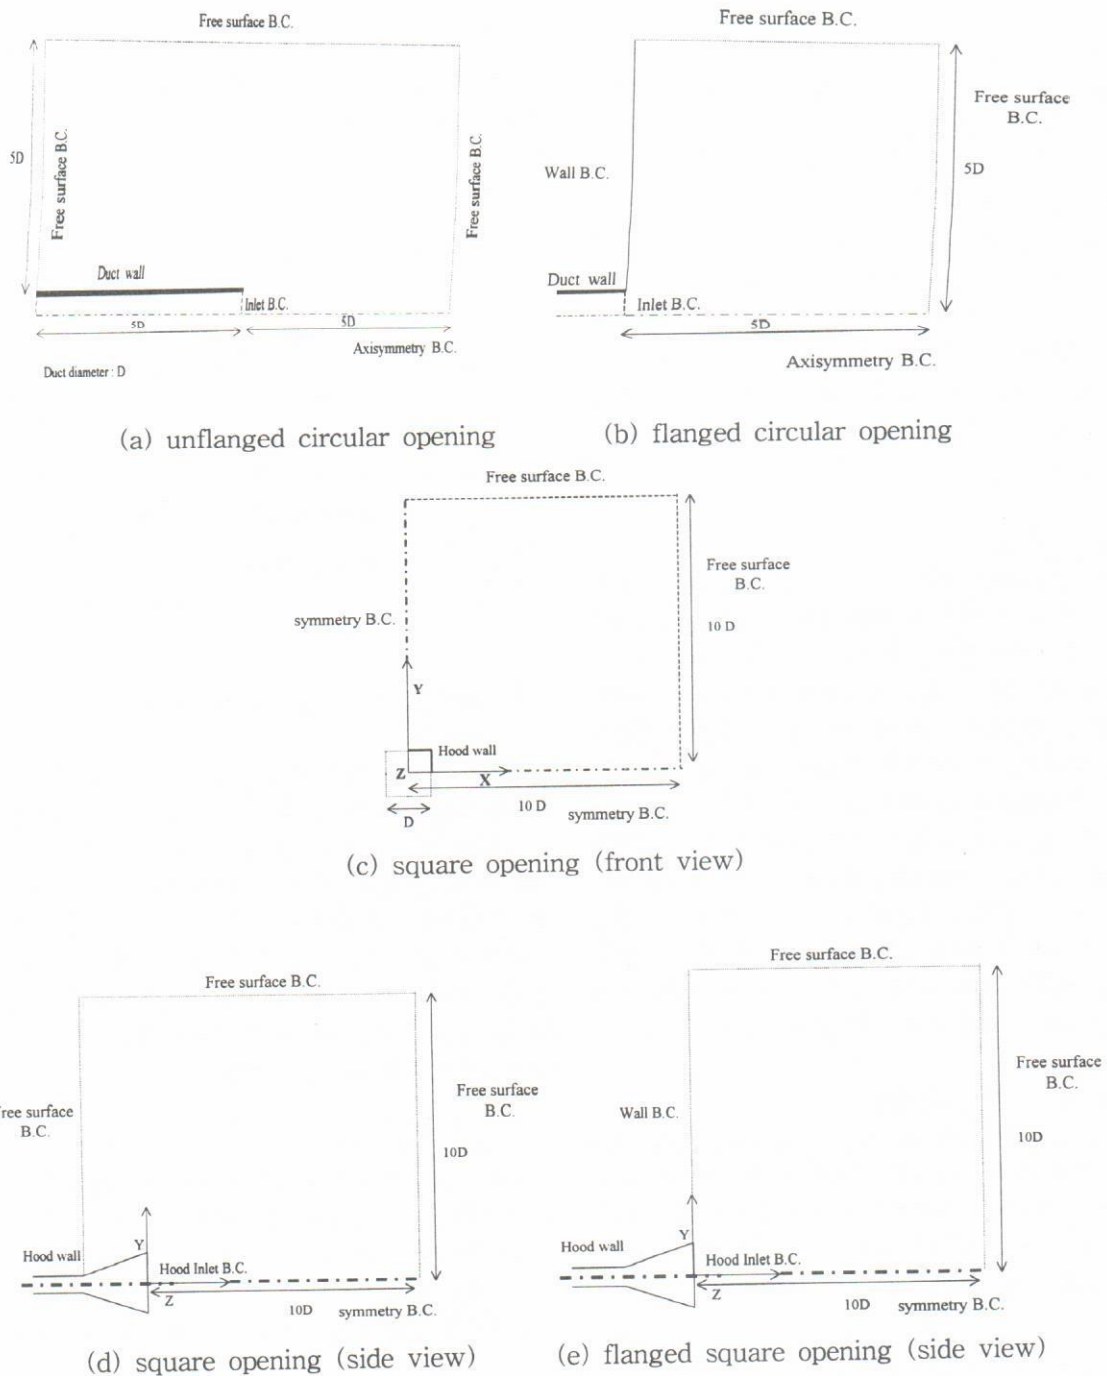 Free surface B.C.
5D
Free surface B.C.
Free surface B.C.
Duct wall
Inlet B.C.
5D
5D
Axisymmetry B.C.
Duct diameter : D
(a) unflanged circular opening
Free surface B.C.
Free surface
B.C.
Wall B.C.
5D
Duct wall
Inlet B.C.
5D
Axisymmetry B.C.
(b) flanged circular opening
Free surface B.C.
Free surface
B.C.
symmetry B.C.
10 D
Y
Hood wall
Z
X
10 D
D
symmetry B.C.
(c) square opening (front view)
Free surface B.C.
Free surface
B.C.
Free surface
B.C.
10D
Hood wall
Y
Hood Inlet B.C.
Z
10D
symmetry B.C.
(d) square opening (side view)
Free surface B.C.
Free surface
B.C.
Wall B.C.
10D
Hood wall
Y
Hood Inlet B.C.
Z
10D
symmetry B.C.
(e) flanged square opening (side view)